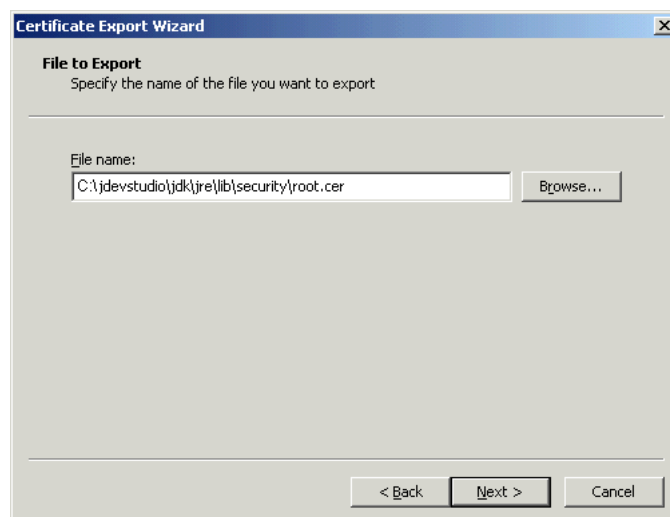 Certificate Export Wizard
File to Export
Specify the name of the file you want to export
File name:
C:\jdevstudio\jdk\jre\lib\security\root.cer
Browse...
< Back
Next >
Cancel